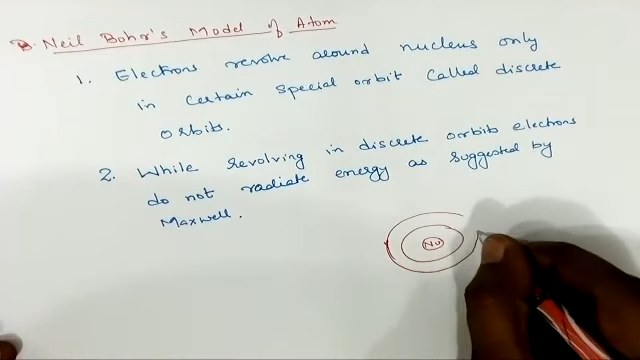 B. Neil Bohr's Model of Atom
1. Electrons revolve around nucleus only
in certain special orbit called discrete
orbits.
2. While revolving in discrete orbits electrons
do not radiate energy as suggested by
Maxwell.
NU